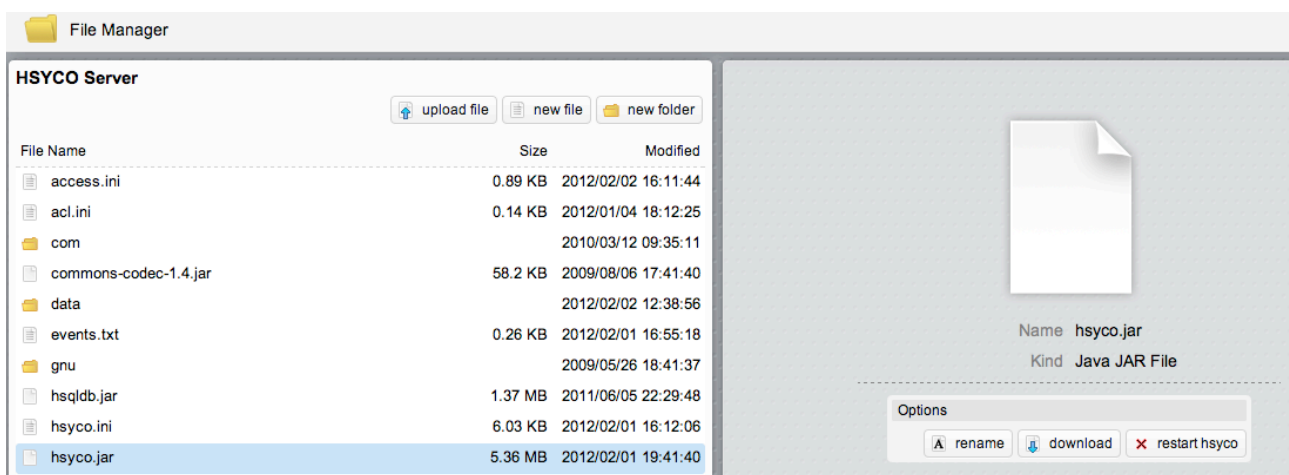 File Manager
HSYCO Server
upload file new file new folder
File Name Size Modified
access.ini 0.89 KB 2012/02/02 16:11:44
acl.ini 0.14 KB 2012/01/04 18:12:25
com 2010/03/12 09:35:11
commons-codec-1.4.jar 58.2 KB 2009/08/06 17:41:40
data 2012/02/02 12:38:56
events.txt 0.26 KB 2012/02/01 16:55:18
gnu 2009/05/26 18:41:37
hsqldb.jar 1.37 MB 2011/06/05 22:29:48
hsyco.ini 6.03 KB 2012/02/01 16:12:06
hsyco.jar 5.36 MB 2012/02/01 19:41:40
Name hsyco.jar
Kind Java JAR File
Options
A rename download restart hsyco